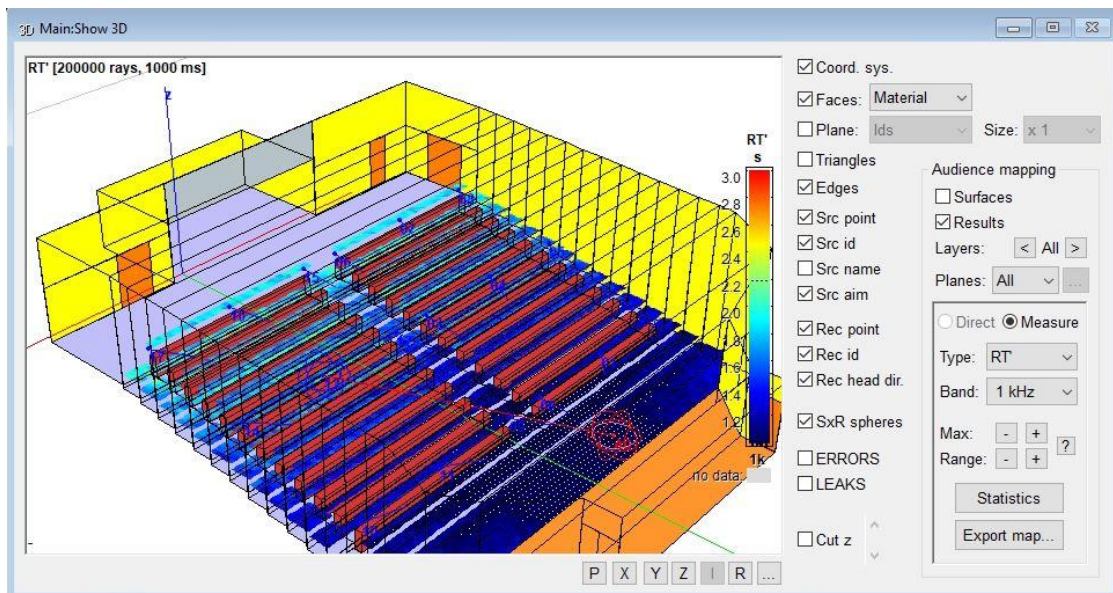 3D Main:Show 3D
RT' [200000 rays, 1000 ms]
z
RT'
s
3.0
2.8
2.6
2.4
2.2
2.0
1.8
1.6
1.4
1.2
1k
no data:
P X Y Z I R ...
Coord. sys.
Faces: Material
Plane: Ids Size: x 1
Triangles
Edges
Src point
Src id
Src name
Src aim
Rec point
Rec id
Rec head dir.
SxR spheres
ERRORS
LEAKS
Cut z
Audience mapping
Surfaces
Results
Layers: < All >
Planes: All ...
Direct Measure
Type: RT'
Band: 1 kHz
Max: - +
Range: - + ?
Statistics
Export map...